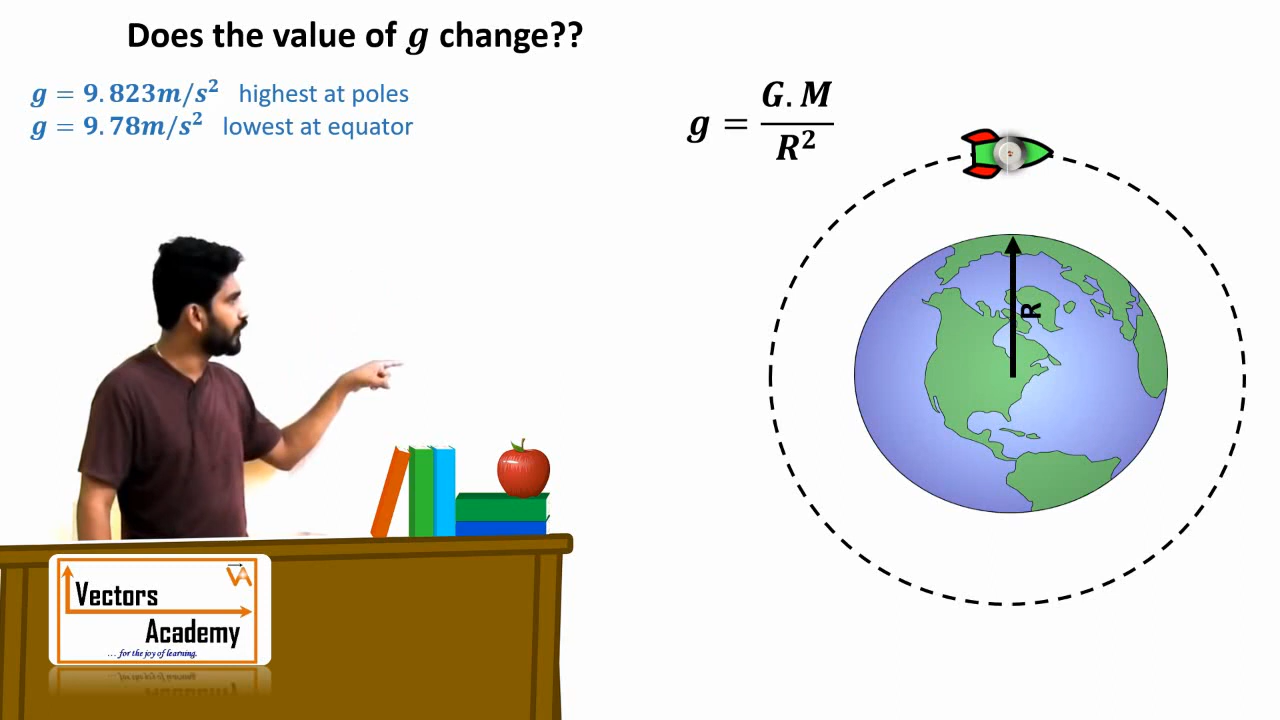 Does the value of g change??
g = 9.823m/s² highest at poles
g = 9.78m/s² lowest at equator
g = G.M / R²
R
VA
Vectors
Academy
... for the joy of learning.